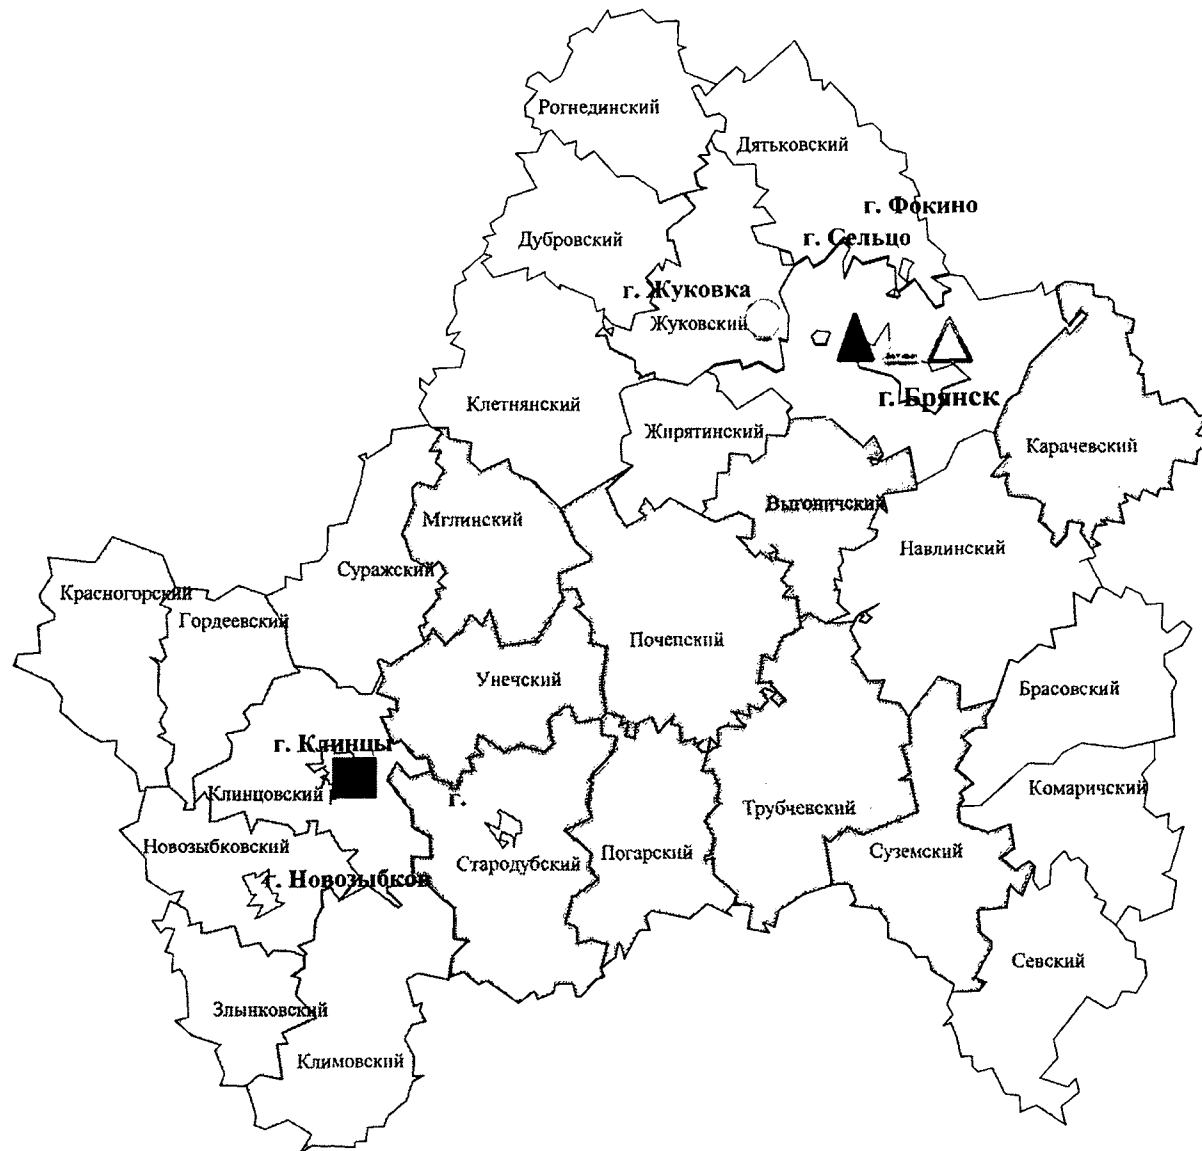 Рогнединский
Дятьковский
г. Фокино
Дубровский
г. Сельцо
г. Жуковка
Жуковский
г. Брянск
Клетнянский
Жирятинский
Карачевский
Выгоничский
Мглинский
Навлинский
Суражский
Красногорский
Гордеевский
Почепский
Унечский
Брасовский
г. Клинцы
Клинцовский
г.
Трубчевский
Комаричский
Новозыбковский
Стародубский
Погарский
Суземский
г. Новозыбков
Севский
Злынковский
Климовский